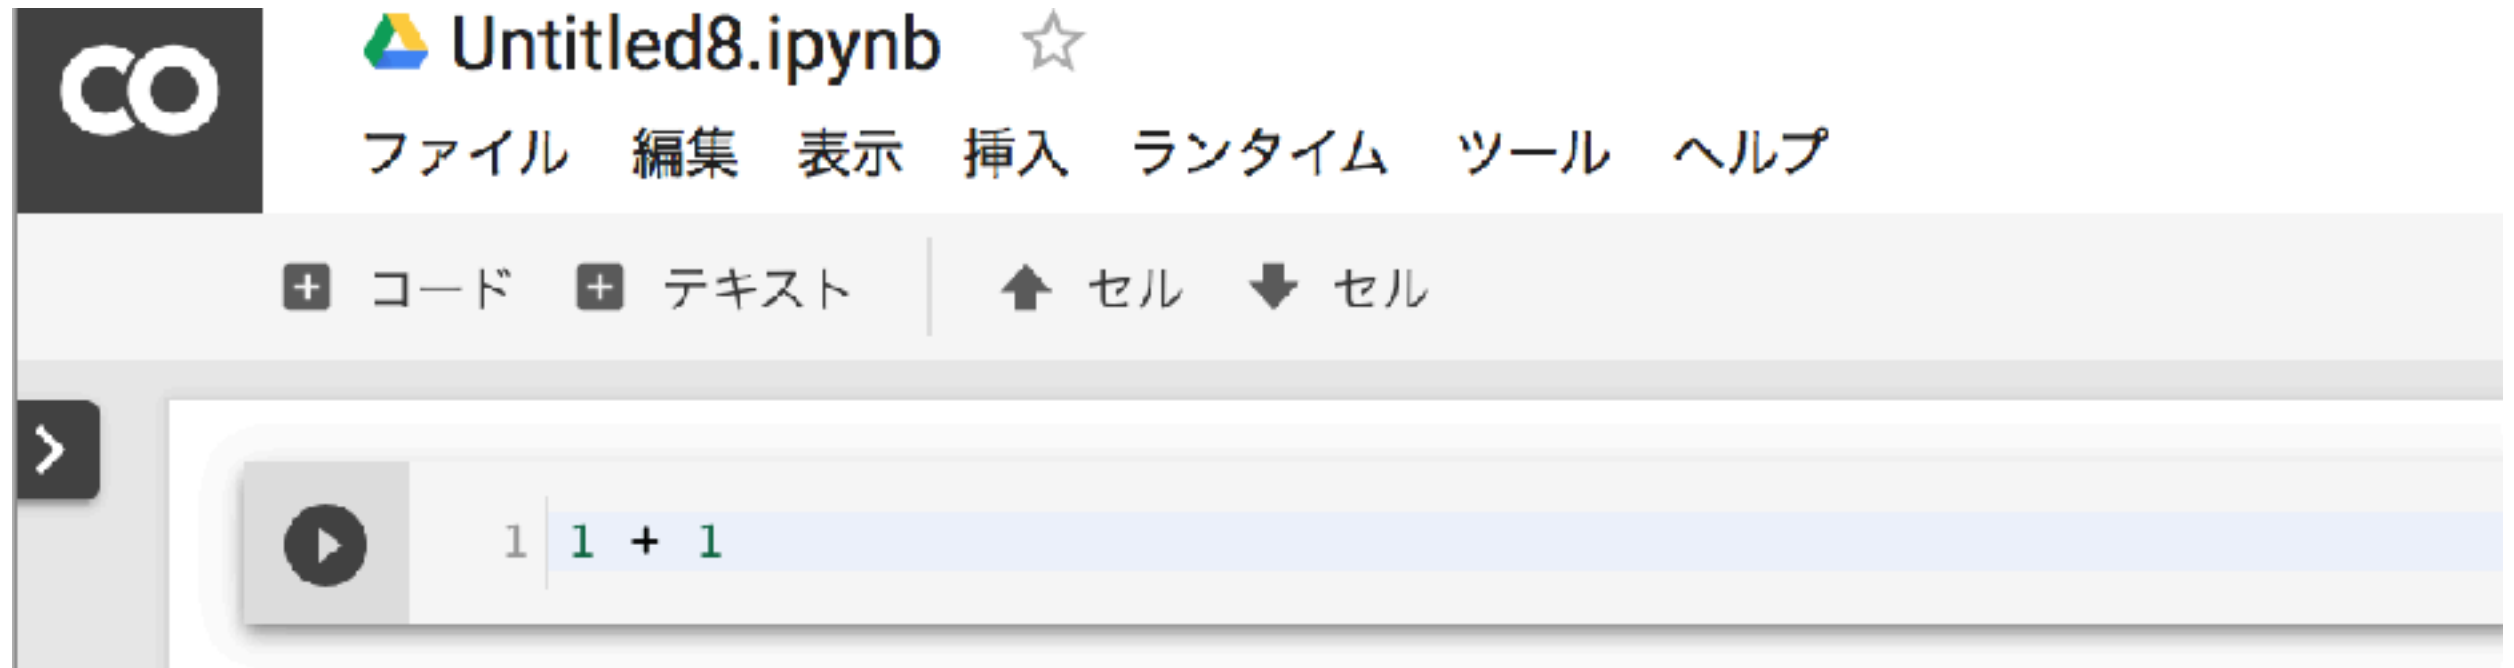 CO Untitled8.ipynb
ファイル 編集 表示 挿入 ランタイム ツール ヘルプ
コード テキスト セル セル
1 1 + 1